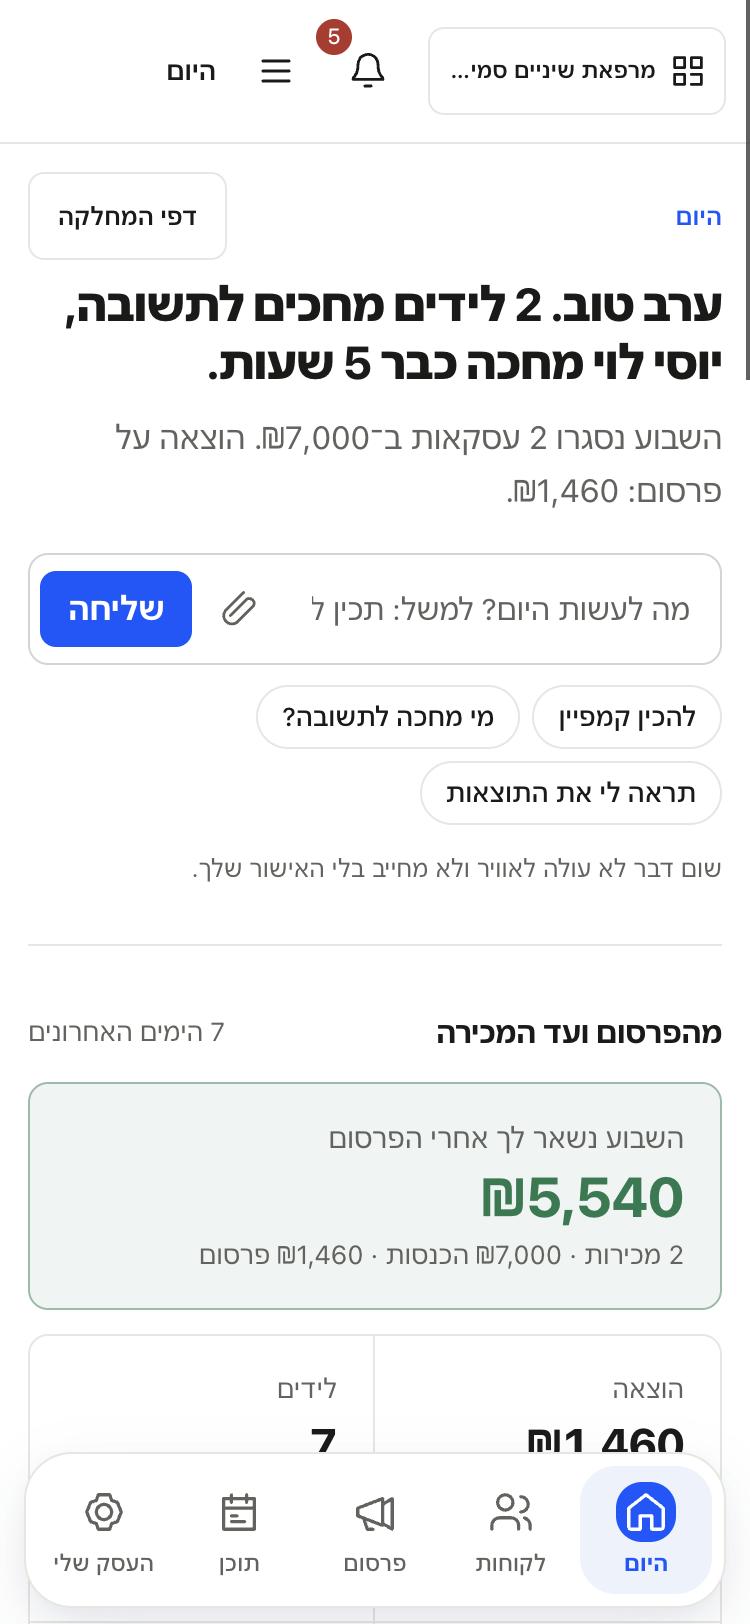 מרפאת שיניים סמי...
5
היום
היום
דפי המחלקה
ערב טוב. 2 לידים מחכים לתשובה,
יוסי לוי מחכה כבר 5 שעות.
השבוע נסגרו 2 עסקאות ב־₪7,000. הוצאה על
פרסום: ₪1,460.
מה לעשות היום? למשל: תכין ל
שליחה
להכין קמפיין
מי מחכה לתשובה?
תראה לי את התוצאות
שום דבר לא עולה לאוויר ולא מחייב בלי האישור שלך.
מהפרסום ועד המכירה
7 הימים האחרונים
השבוע נשאר לך אחרי הפרסום
₪5,540
2 מכירות · ₪7,000 הכנסות · ₪1,460 פרסום
הוצאה
לידים
₪1,460
7
היום
לקוחות
פרסום
תוכן
העסק שלי